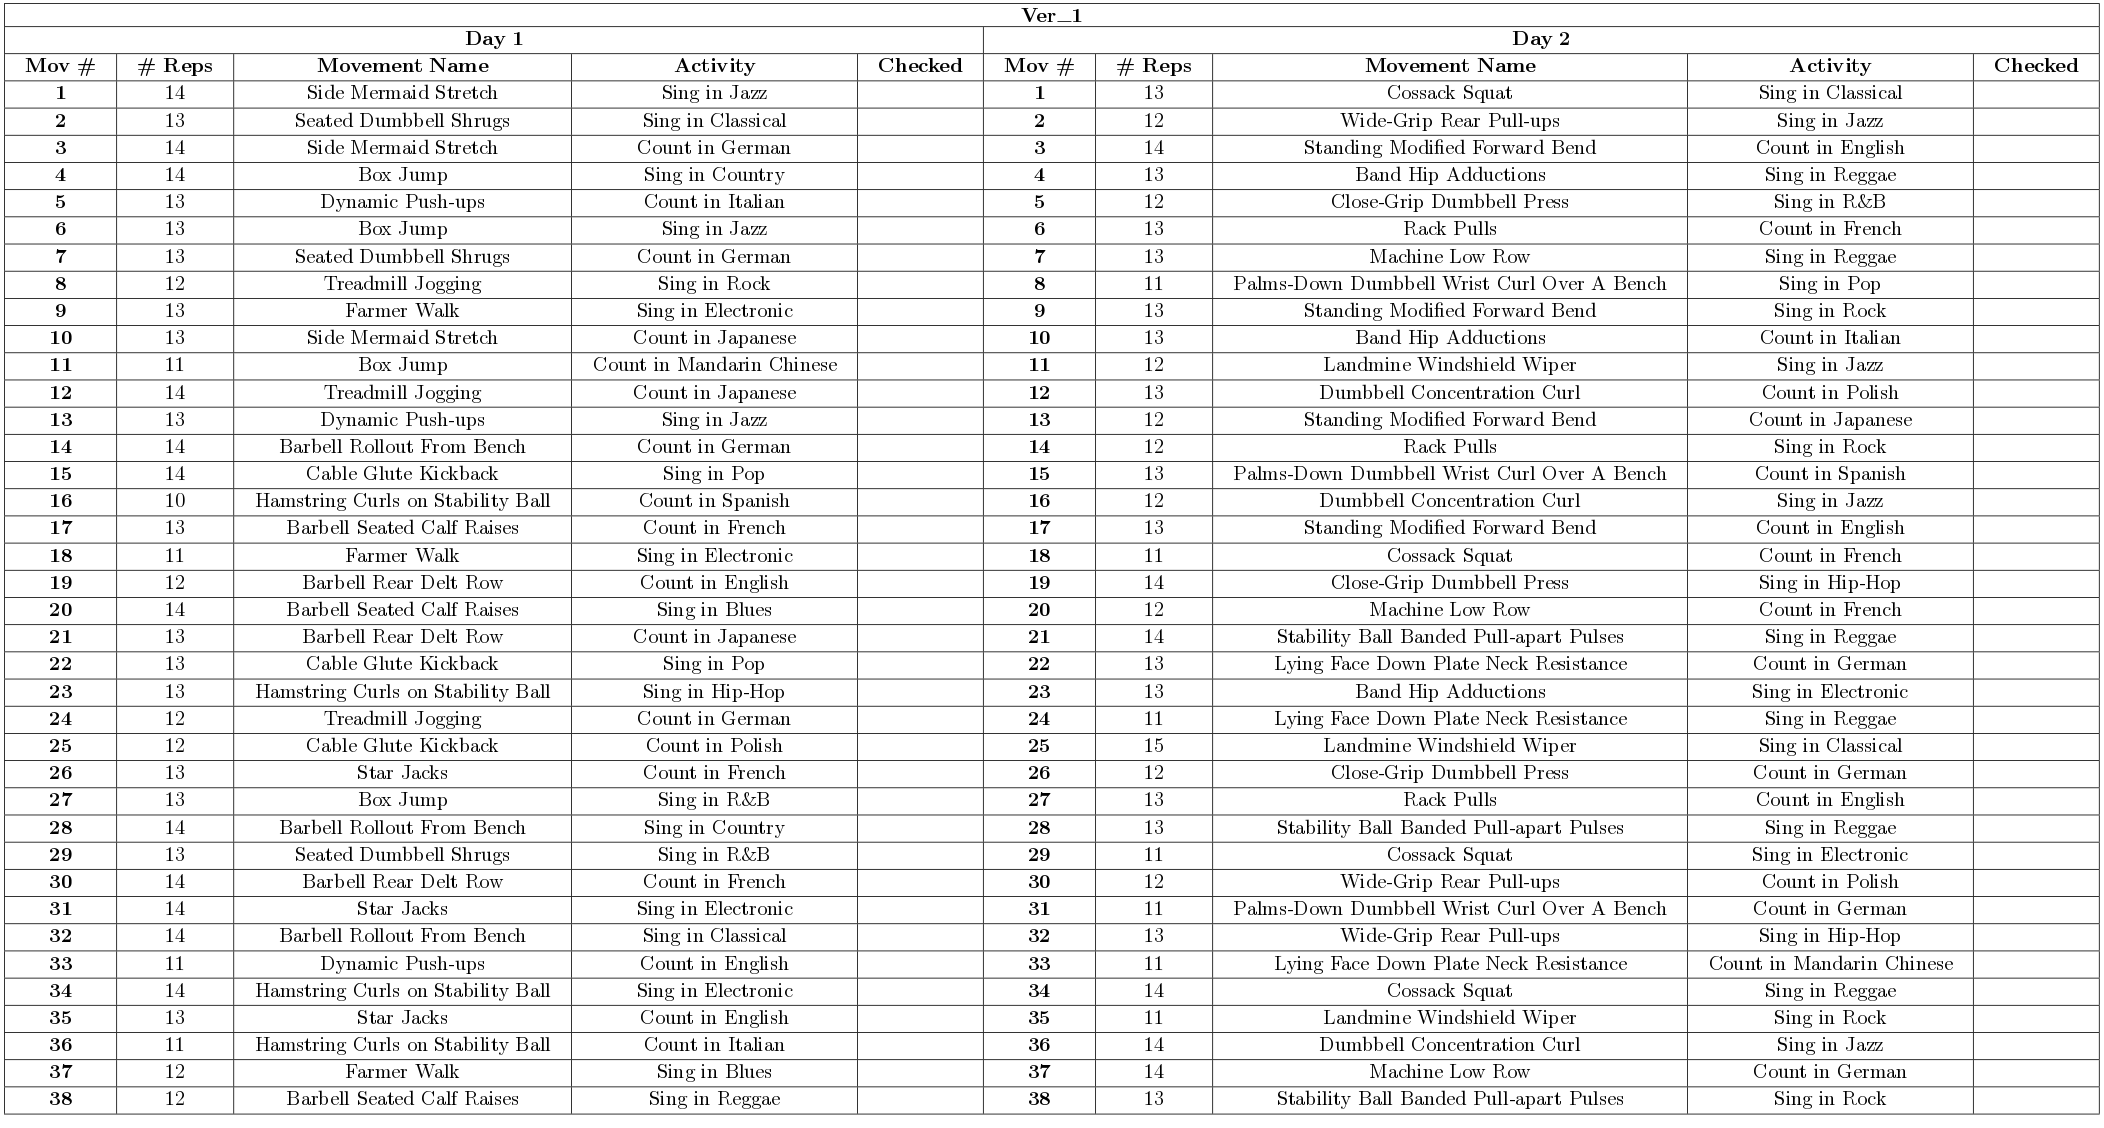 Ver_1
Day 1 Day 2
Mov # # Reps Movement Name Activity Checked Mov # # Reps Movement Name Activity Checked
1 14 Side Mermaid Stretch Sing in Jazz 1 13 Cossack Squat Sing in Classical
2 13 Seated Dumbbell Shrugs Sing in Classical 2 12 Wide-Grip Rear Pull-ups Sing in Jazz
3 14 Side Mermaid Stretch Count in German 3 14 Standing Modified Forward Bend Count in English
4 14 Box Jump Sing in Country 4 13 Band Hip Adductions Sing in Reggae
5 13 Dynamic Push-ups Count in Italian 5 12 Close-Grip Dumbbell Press Sing in R&B
6 13 Box Jump Sing in Jazz 6 13 Rack Pulls Count in French
7 13 Seated Dumbbell Shrugs Count in German 7 13 Machine Low Row Sing in Reggae
8 12 Treadmill Jogging Sing in Rock 8 11 Palms-Down Dumbbell Wrist Curl Over A Bench Sing in Pop
9 13 Farmer Walk Sing in Electronic 9 13 Standing Modified Forward Bend Sing in Rock
10 13 Side Mermaid Stretch Count in Japanese 10 13 Band Hip Adductions Count in Italian
11 11 Box Jump Count in Mandarin Chinese 11 12 Landmine Windshield Wiper Sing in Jazz
12 14 Treadmill Jogging Count in Japanese 12 13 Dumbbell Concentration Curl Count in Polish
13 13 Dynamic Push-ups Sing in Jazz 13 12 Standing Modified Forward Bend Count in Japanese
14 14 Barbell Rollout From Bench Count in German 14 12 Rack Pulls Sing in Rock
15 14 Cable Glute Kickback Sing in Pop 15 13 Palms-Down Dumbbell Wrist Curl Over A Bench Count in Spanish
16 10 Hamstring Curls on Stability Ball Count in Spanish 16 12 Dumbbell Concentration Curl Sing in Jazz
17 13 Barbell Seated Calf Raises Count in French 17 13 Standing Modified Forward Bend Count in English
18 11 Farmer Walk Sing in Electronic 18 11 Cossack Squat Count in French
19 12 Barbell Rear Delt Row Count in English 19 14 Close-Grip Dumbbell Press Sing in Hip-Hop
20 14 Barbell Seated Calf Raises Sing in Blues 20 12 Machine Low Row Count in French
21 13 Barbell Rear Delt Row Count in Japanese 21 14 Stability Ball Banded Pull-apart Pulses Sing in Reggae
22 13 Cable Glute Kickback Sing in Pop 22 13 Lying Face Down Plate Neck Resistance Count in German
23 13 Hamstring Curls on Stability Ball Sing in Hip-Hop 23 13 Band Hip Adductions Sing in Electronic
24 12 Treadmill Jogging Count in German 24 11 Lying Face Down Plate Neck Resistance Sing in Reggae
25 12 Cable Glute Kickback Count in Polish 25 15 Landmine Windshield Wiper Sing in Classical
26 13 Star Jacks Count in French 26 12 Close-Grip Dumbbell Press Count in German
27 13 Box Jump Sing in R&B 27 13 Rack Pulls Count in English
28 14 Barbell Rollout From Bench Sing in Country 28 13 Stability Ball Banded Pull-apart Pulses Sing in Reggae
29 13 Seated Dumbbell Shrugs Sing in R&B 29 11 Cossack Squat Sing in Electronic
30 14 Barbell Rear Delt Row Count in French 30 12 Wide-Grip Rear Pull-ups Count in Polish
31 14 Star Jacks Sing in Electronic 31 11 Palms-Down Dumbbell Wrist Curl Over A Bench Count in German
32 14 Barbell Rollout From Bench Sing in Classical 32 13 Wide-Grip Rear Pull-ups Sing in Hip-Hop
33 11 Dynamic Push-ups Count in English 33 11 Lying Face Down Plate Neck Resistance Count in Mandarin Chinese
34 14 Hamstring Curls on Stability Ball Sing in Electronic 34 14 Cossack Squat Sing in Reggae
35 13 Star Jacks Count in English 35 11 Landmine Windshield Wiper Sing in Rock
36 11 Hamstring Curls on Stability Ball Count in Italian 36 14 Dumbbell Concentration Curl Sing in Jazz
37 12 Farmer Walk Sing in Blues 37 14 Machine Low Row Count in German
38 12 Barbell Seated Calf Raises Sing in Reggae 38 13 Stability Ball Banded Pull-apart Pulses Sing in Rock